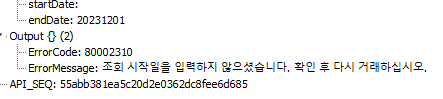 startDate:
endDate: 20231201
Output {} (2)
ErrorCode: 80002310
ErrorMessage: 조회 시작일을 입력하지 않으셨습니다. 확인 후 다시 거래하십시오.
API_SEQ: 55abb381ea5c20d2e0362dc8fee6d685